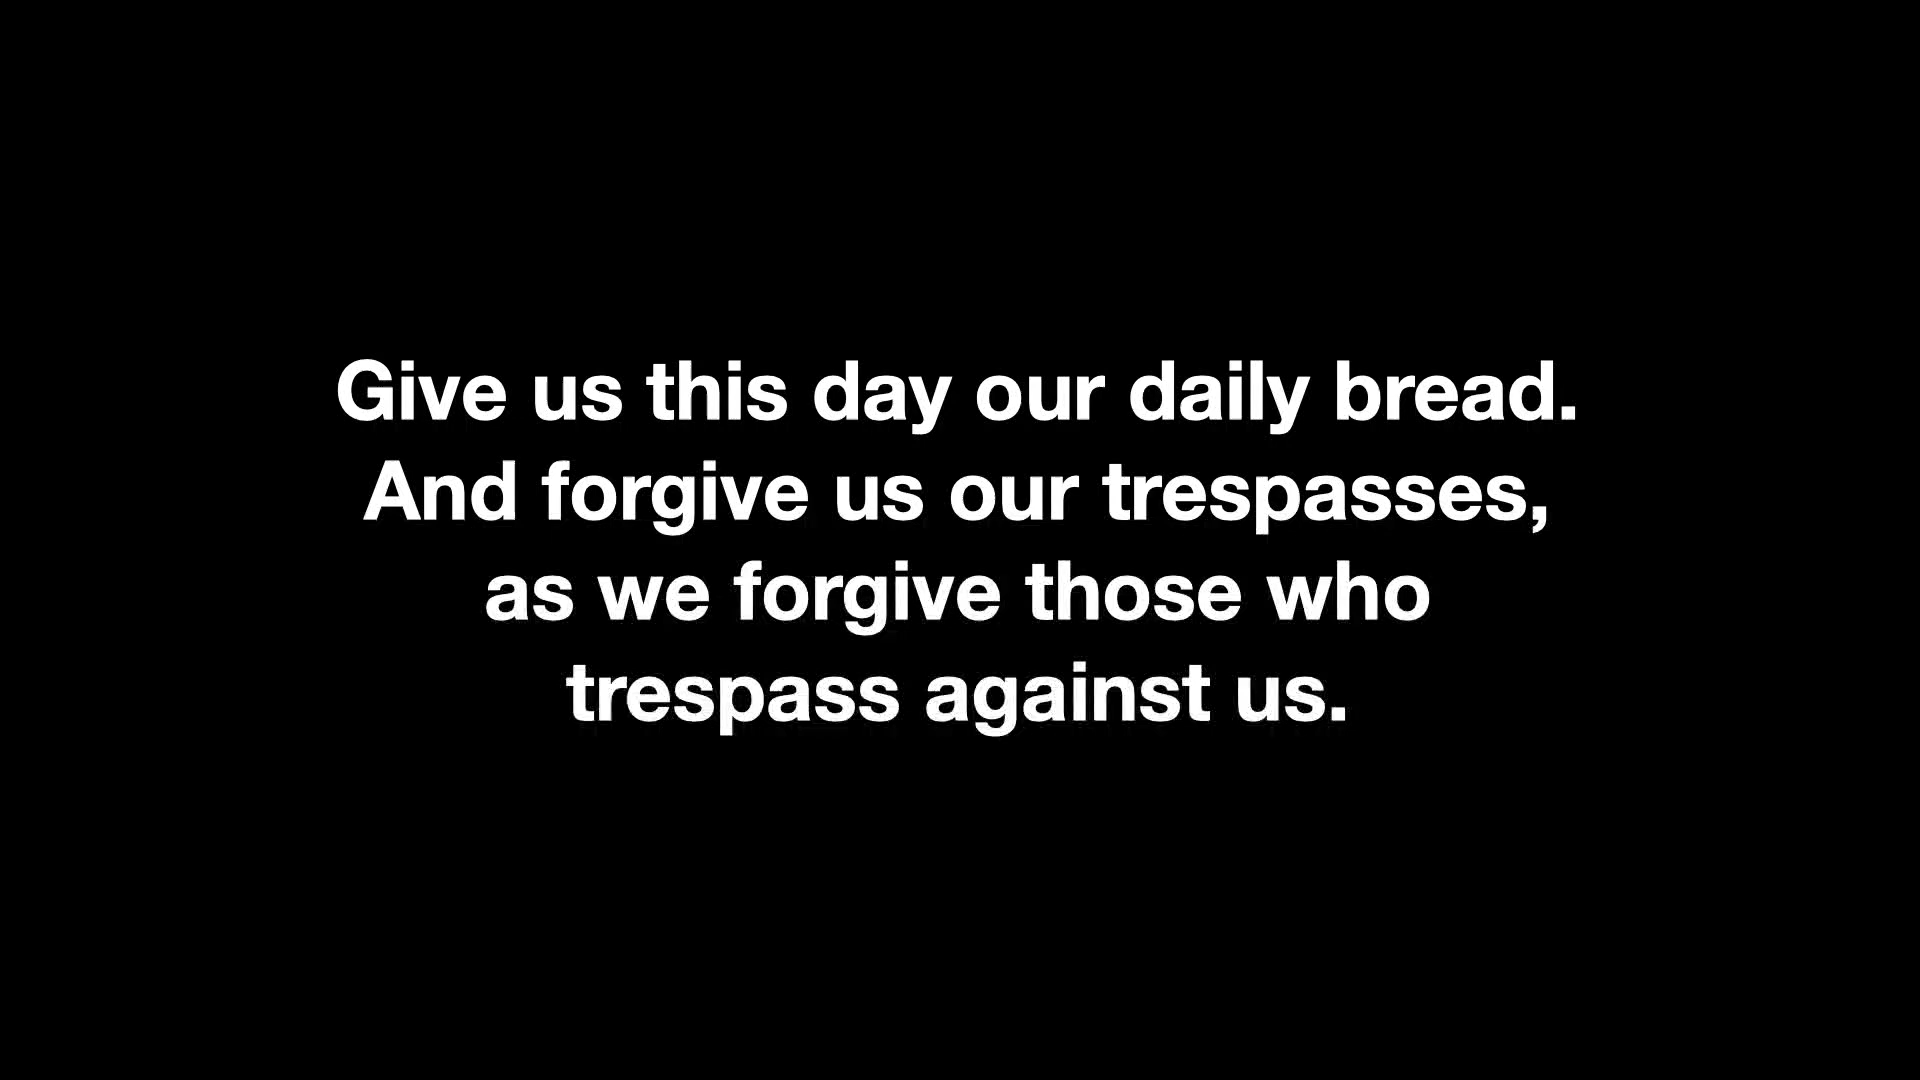 Give us this day our daily bread.
And forgive us our trespasses,
as we forgive those who
trespass against us.